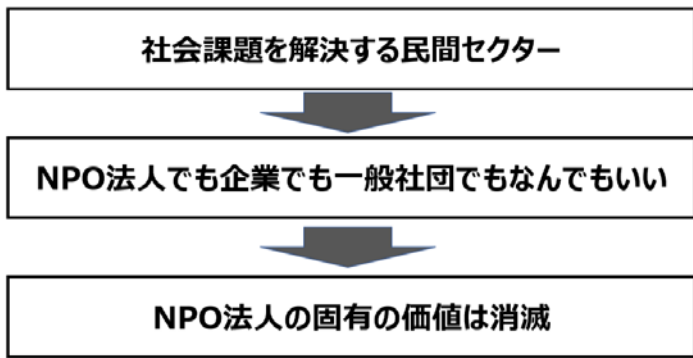 社会課題を解決する民間セクター
NPO法人でも企業でも一般社団でもなんでもいい
NPO法人の固有の価値は消滅